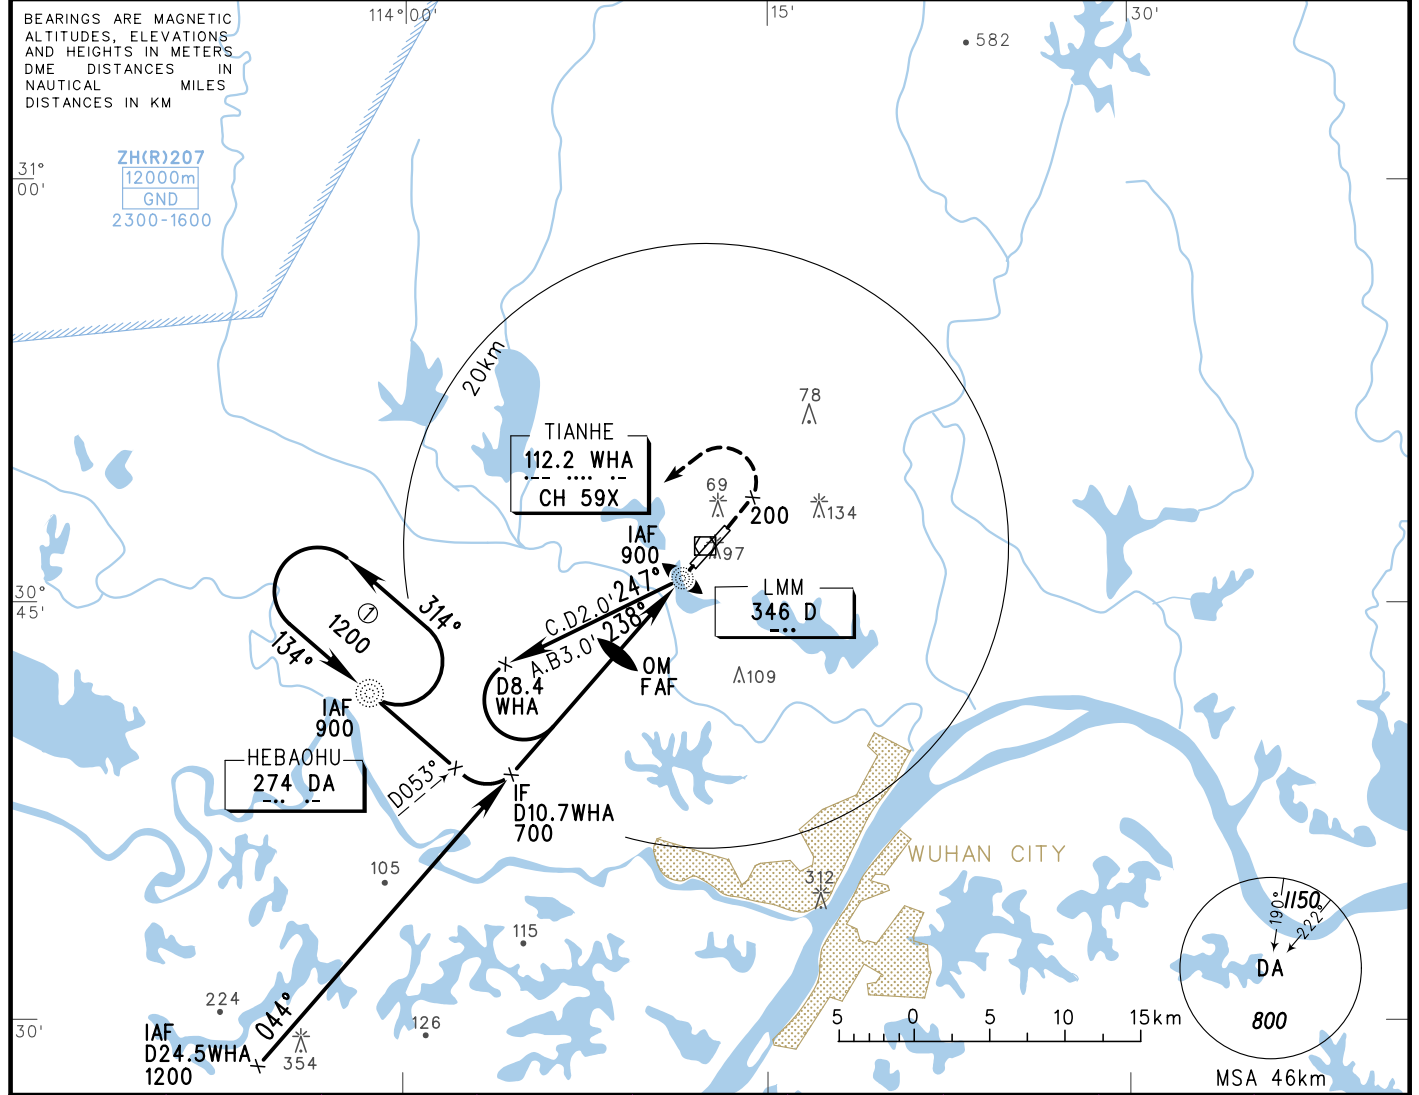 BEARINGS ARE MAGNETIC
ALTITUDES, ELEVATIONS
AND HEIGHTS IN METERS
DME DISTANCES IN
NAUTICAL MILES
DISTANCES IN KM
114°00'
15'
30'
582
ZH(R)207
12000m
GND
2300-1600
31°
00'
20km
78
TIANHE
112.2 WHA
·-- ···· ·-
CH 59X
69
200
134
IAF
900
97
LMM
346 D
-··
30°
45'
C.D2.0' 247°
A.B3.0' 238°
314°
1
1200
134°
OM
FAF
109
D8.4
WHA
IAF
900
HEBAOHU
274 DA
-·· ·-
D053°
IF
D10.7WHA
700
WUHAN CITY
105
312
115
1150
190°
222°
DA
800
224
126
044°
30'
IAF
D24.5WHA
1200
354
5 0 5 10 15km
MSA 46km